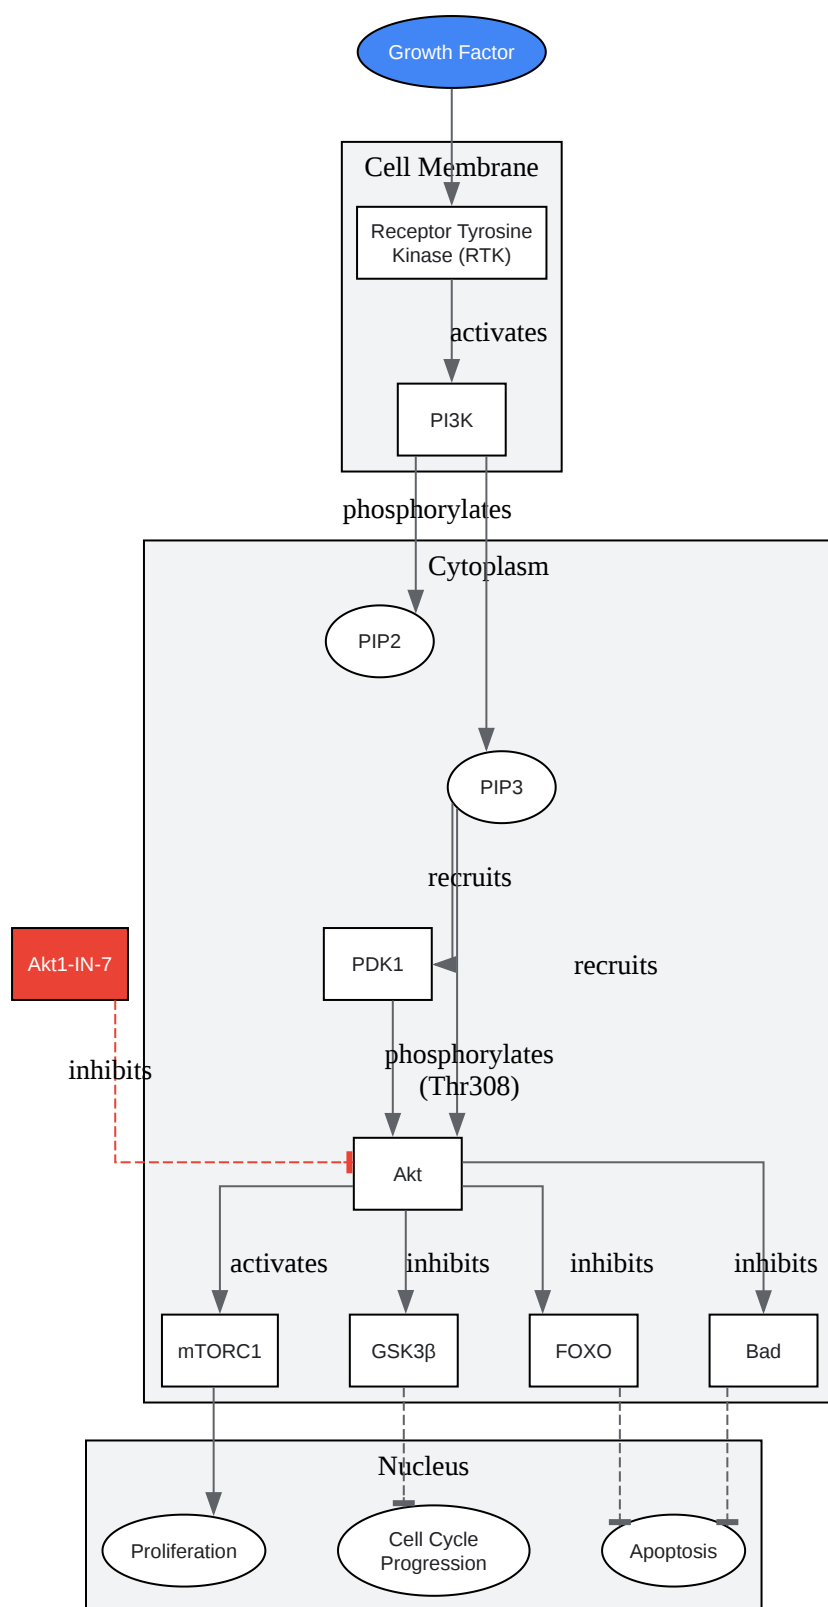 Growth Factor
Cell Membrane
Receptor Tyrosine
Kinase (RTK)
activates
PI3K
phosphorylates
Cytoplasm
PIP2
PIP3
recruits
Akt1-IN-7
PDK1
recruits
inhibits
phosphorylates
(Thr308)
Akt
activates
inhibits
inhibits
inhibits
mTORC1
GSK3β
FOXO
Bad
Nucleus
Proliferation
Cell Cycle
Progression
Apoptosis